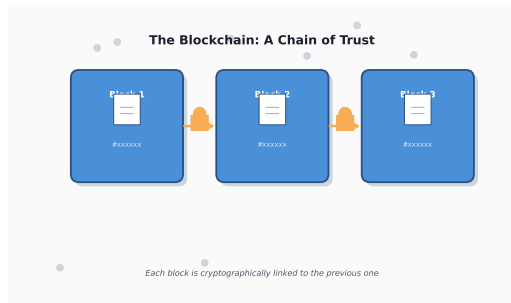 The Blockchain: A Chain of Trust
Block 1
Block 2
Block 3
#xxxxxx
#xxxxxx
#xxxxxx
Each block is cryptographically linked to the previous one